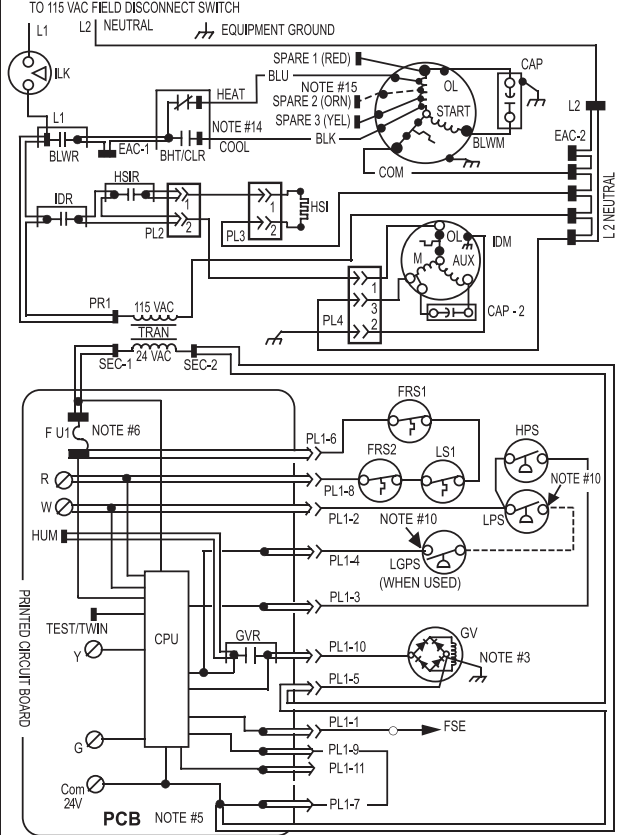 TO 115 VAC FIELD DISCONNECT SWITCH
L1
L2
NEUTRAL
EQUIPMENT GROUND
ILK
SPARE 1 (RED)
BLU
NOTE #15
SPARE 2 (ORN)
SPARE 3 (YEL)
BLK
OL
START
CAP
BLWM
COM
L2
EAC-2
L 2 NEUTRAL
HEAT
NOTE #14
COOL
BHT/CLR
L1
BLWR
EAC-1
HSIR
IDR
PL2
1
2
1
2
PL3
HSI
OL
IDM
M
AUX
CAP - 2
1
3
2
PL4
PR1
115 VAC
TRAN
24 VAC
SEC-1
SEC-2
F U1
NOTE #6
PL1-6
FRS1
FRS2
LS1
HPS
NOTE #10
R
PL1-8
W
PL1-2
NOTE #10
LPS
HUM
PL1-4
LGPS
(WHEN USED)
PL1-3
PRINTED CIRCUIT BOARD
TEST/TWIN
CPU
GVR
PL1-10
GV
NOTE #3
Y
PL1-5
PL1-1
FSE
G
PL1-9
PL1-11
Com
24V
PL1-7
PCB
NOTE #5